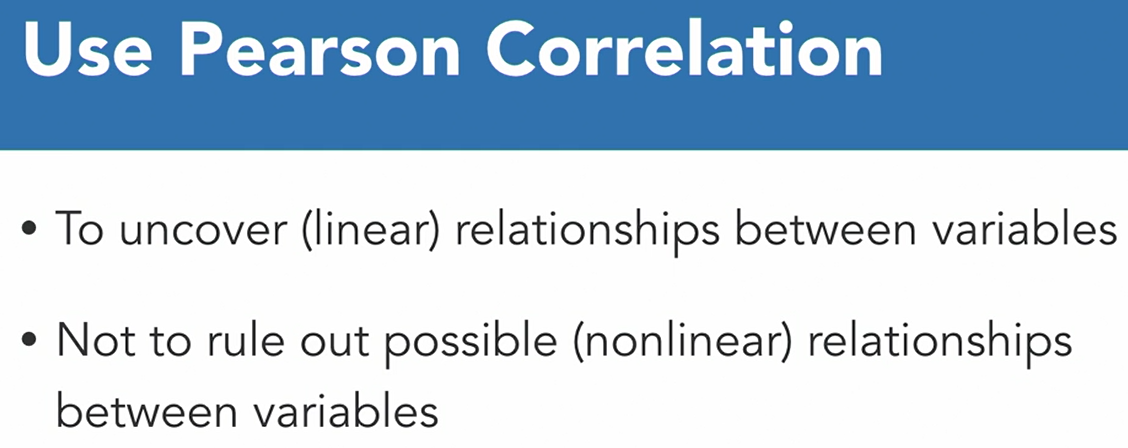 Use Pearson Correlation
• To uncover (linear) relationships between variables
• Not to rule out possible (nonlinear) relationships
between variables